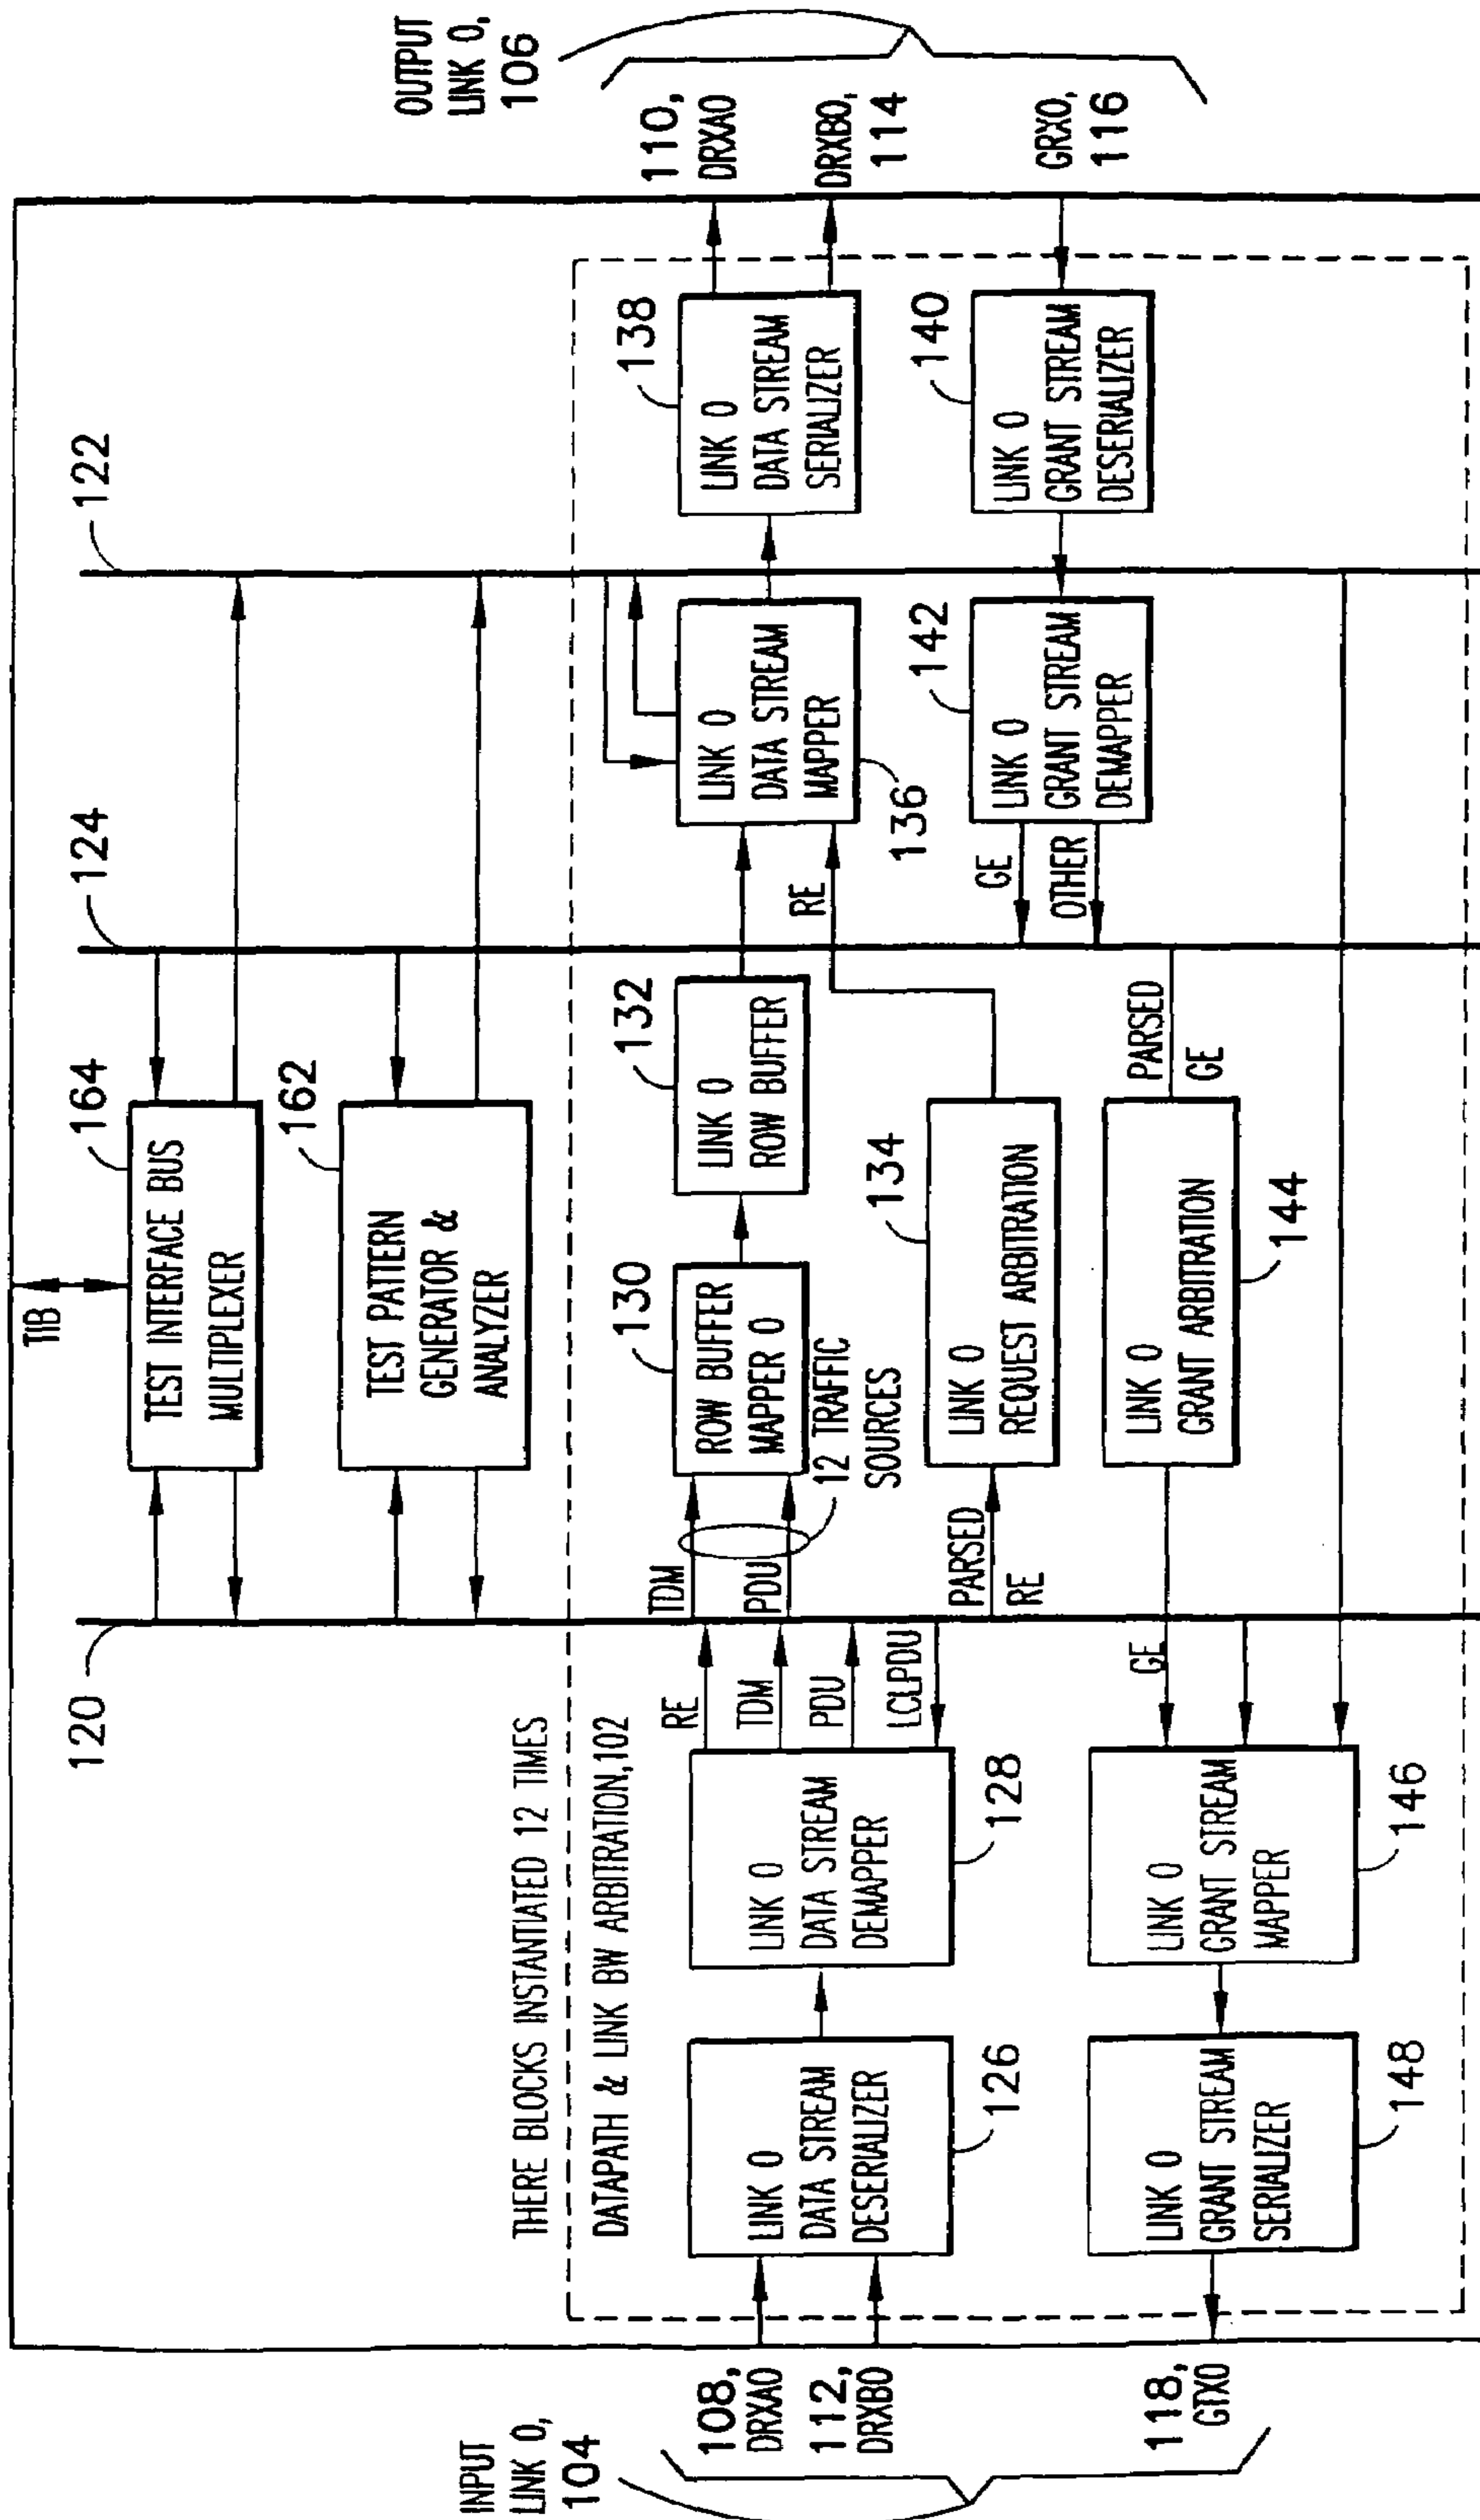 INPUT
LINK 0,
104
108,
DRXA0
112,
DRXB0
118,
GTX0
OUTPUT
LINK 0,
106
110,
DRXA0
DRXB0,
114
GRX0,
116
TIB
120
124
122
164
TEST INTERFACE BUS
MULTIPLEXER
162
TEST PATTERN
GENERATOR &
ANALYZER
THERE BLOCKS INSTANTIATED 12 TIMES
DATAPATH & LINK BW ARBITRATION,102
LINK 0
DATA STREAM
DESERIALIZER
126
LINK 0
DATA STREAM
DEMAPPER
128
RE
TDM
PDU
LCLPDU
TDM
PDU
12 TRAFFIC
SOURCES
130
ROW BUFFER
MAPPER 0
132
LINK 0
ROW BUFFER
RE
LINK 0
DATA STREAM
MAPPER
136
138
LINK 0
DATA STREAM
SERIALIZER
PARSED
RE
134
LINK 0
REQUEST ARBITRATION
LINK 0
GRANT STREAM
SERIALIZER
148
LINK 0
GRANT STREAM
MAPPER
146
GE
LINK 0
GRANT ARBITRATION
144
PARSED
GE
GE
OTHER
142
LINK 0
GRANT STREAM
DEMAPPER
140
LINK 0
GRANT STREAM
DESERIALIZER